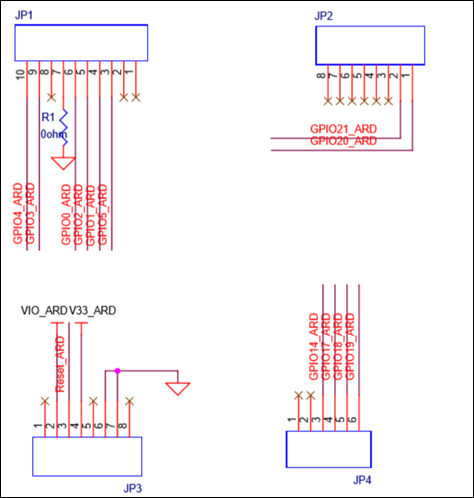 JP1
10 9 8 7 6 5 4 3 2 1
R1
0ohm
GPIO4_ARD
GPIO3_ARD
GPIO0_ARD
GPIO2_ARD
GPIO1_ARD
GPIO5_ARD
JP2
8 7 6 5 4 3 2 1
GPIO21_ARD
GPIO20_ARD
VIO_ARD V33_ARD
Reset_ARD
1 2 3 4 5 6 7 8
JP3
GPIO14_ARD
GPIO17_ARD
GPIO18_ARD
GPIO19_ARD
1 2 3 4 5 6
JP4